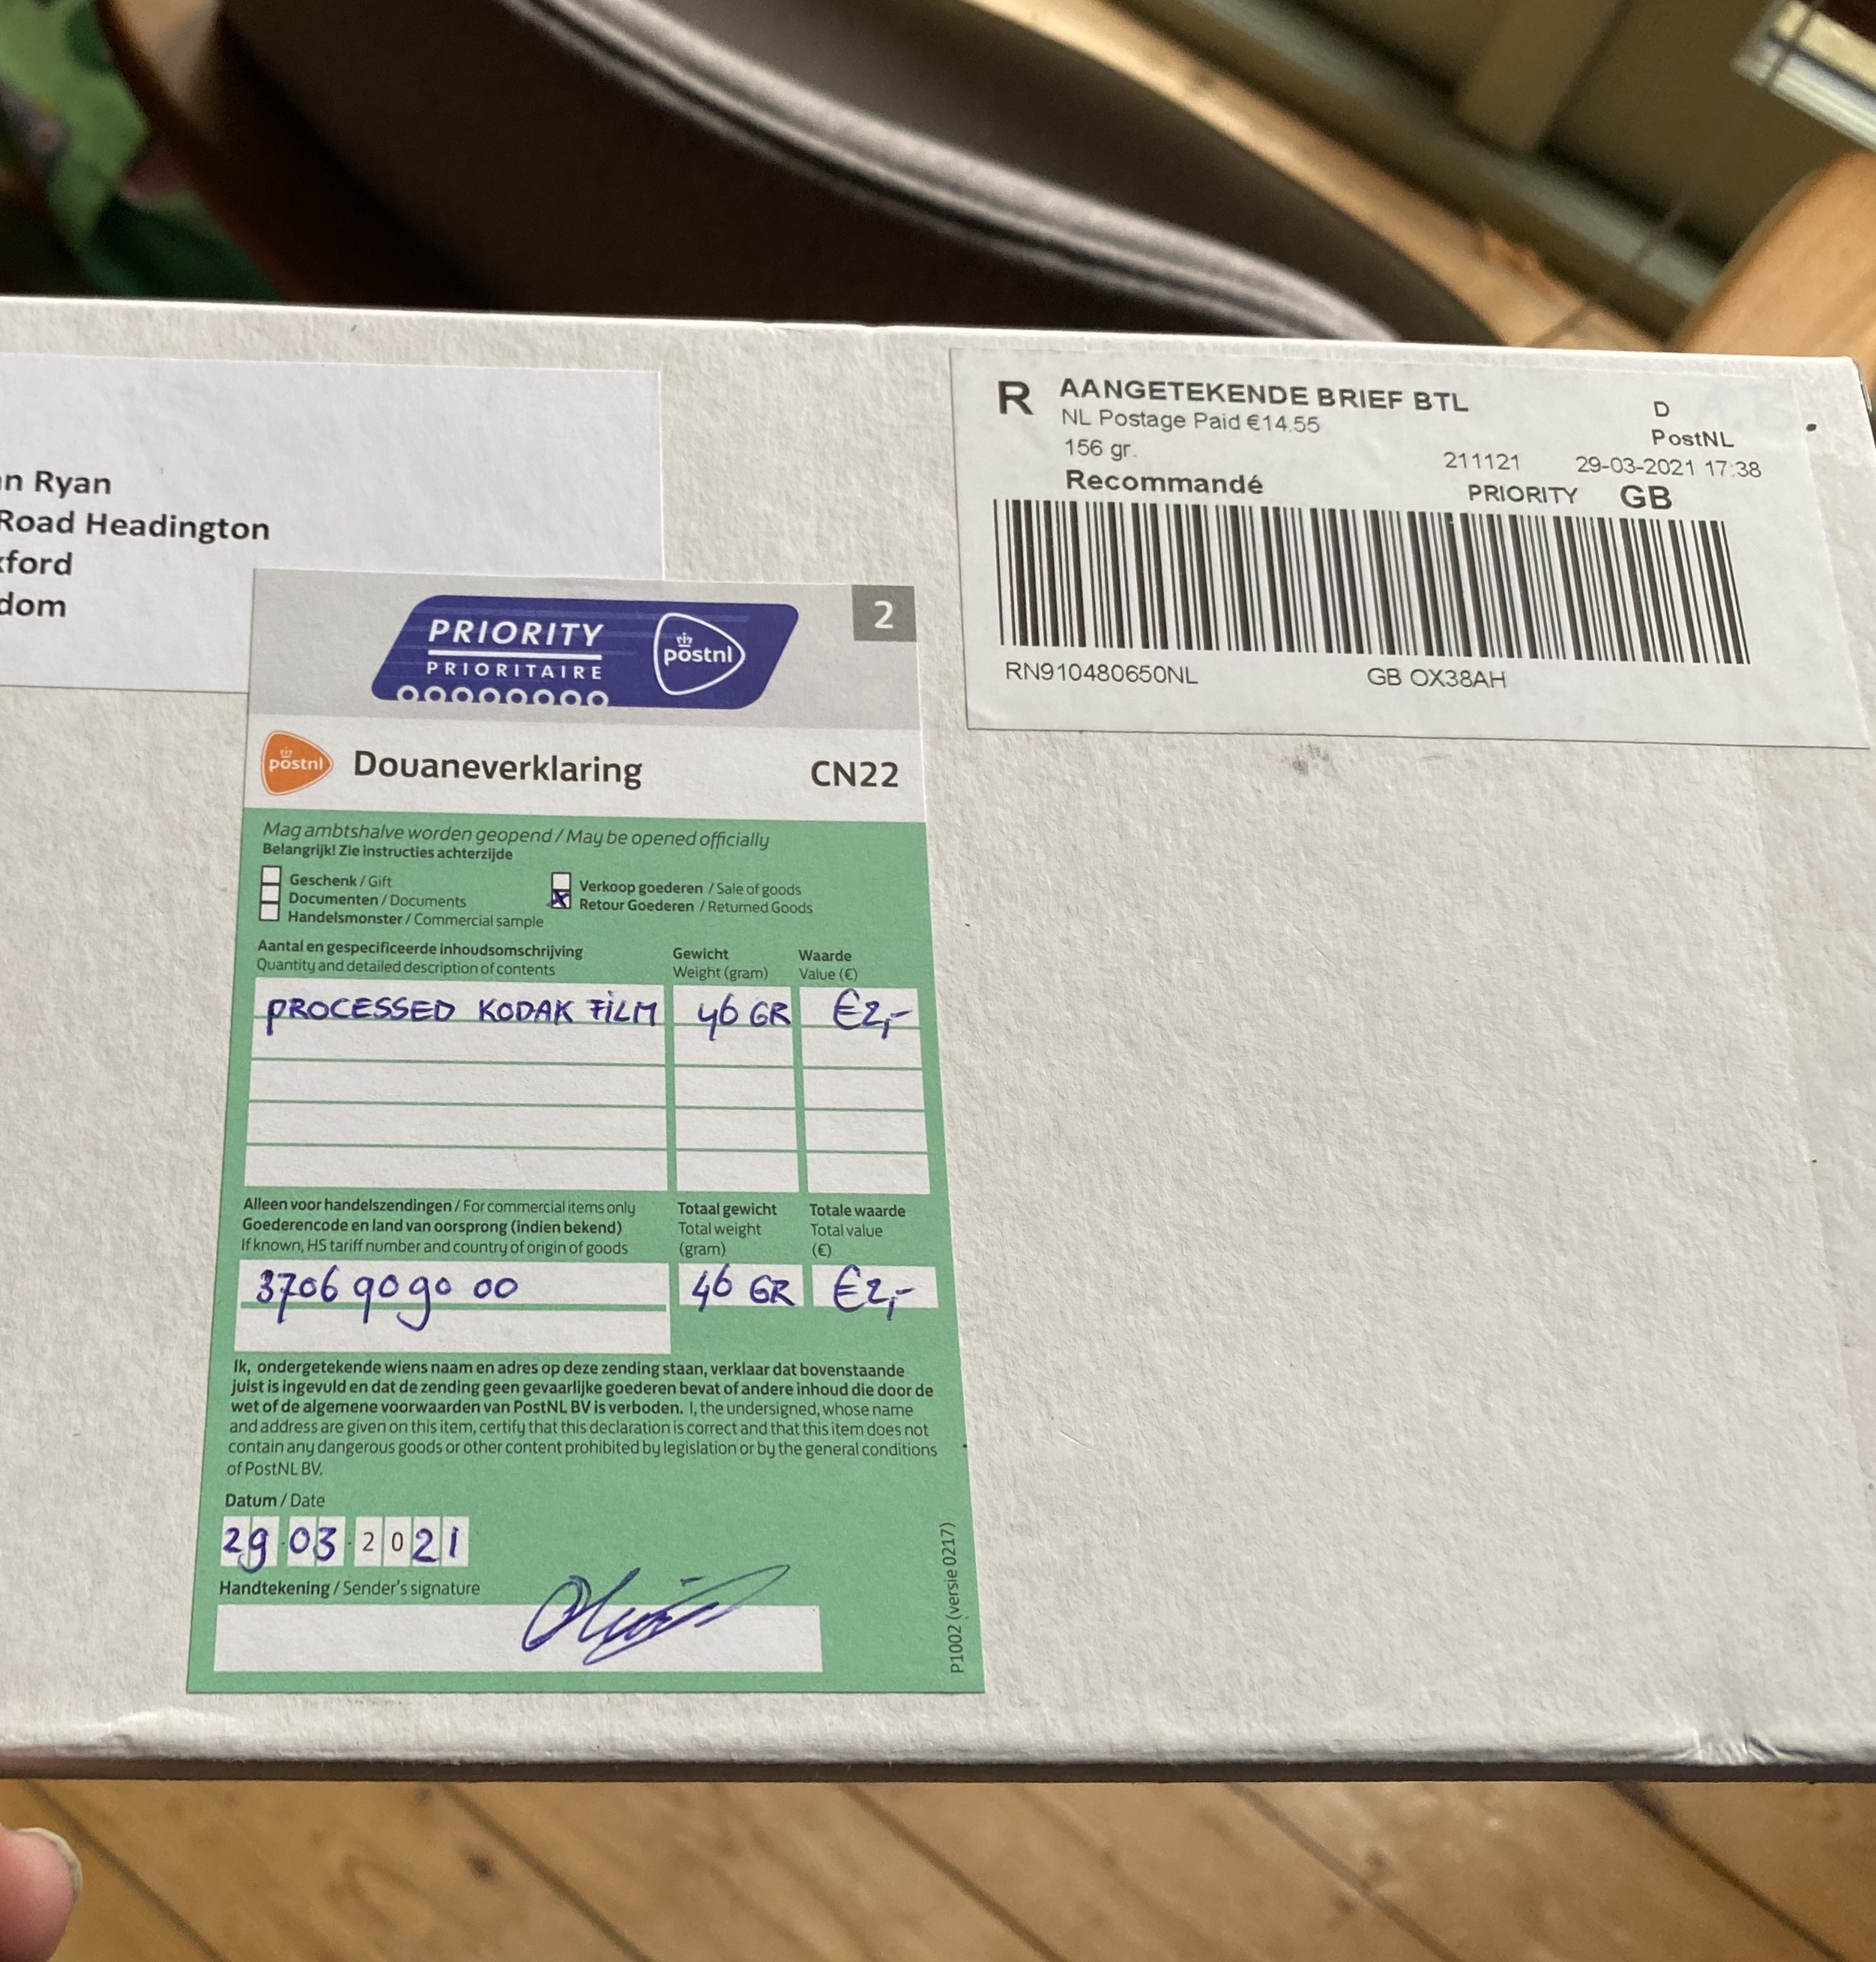 n Ryan
Road Headington
ford
dom
R AANGETEKENDE BRIEF BTL
NL Postage Paid €14.55
156 gr.
Recommandé
D
PostNL
211121 29-03-2021 17:38
PRIORITY GB
RN910480650NL GB OX38AH
PRIORITY
PRIORITAIRE
postnl
2
postnl Douaneverklaring CN22
Mag ambtshalve worden geopend / May be opened officially
Belangrijk! Zie instructies achterzijde
Geschenk / Gift
Documenten / Documents
Handelsmonster / Commercial sample
Verkoop goederen / Sale of goods
Retour Goederen / Returned Goods
Aantal en gespecificeerde inhoudsomschrijving
Quantity and detailed description of contents
Gewicht
Weight (gram)
Waarde
Value (€)
PROCESSED KODAK FILM 46 GR €2,-
Alleen voor handelszendingen / For commercial items only
Goederencode en land van oorsprong (indien bekend)
If known, HS tariff number and country of origin of goods
Totaal gewicht
Total weight
(gram)
Totale waarde
Total value
(€)
3706 90 90 00 46 GR €2,-
Ik, ondergetekende wiens naam en adres op deze zending staan, verklaar dat bovenstaande
juist is ingevuld en dat de zending geen gevaarlijke goederen bevat of andere inhoud die door de
wet of de algemene voorwaarden van PostNL BV is verboden. I, the undersigned, whose name
and address are given on this item, certify that this declaration is correct and that this item does not
contain any dangerous goods or other content prohibited by legislation or by the general conditions
of PostNL BV.
Datum / Date
29 03 2021
Handtekening / Sender's signature
P1002 (versie 0217)